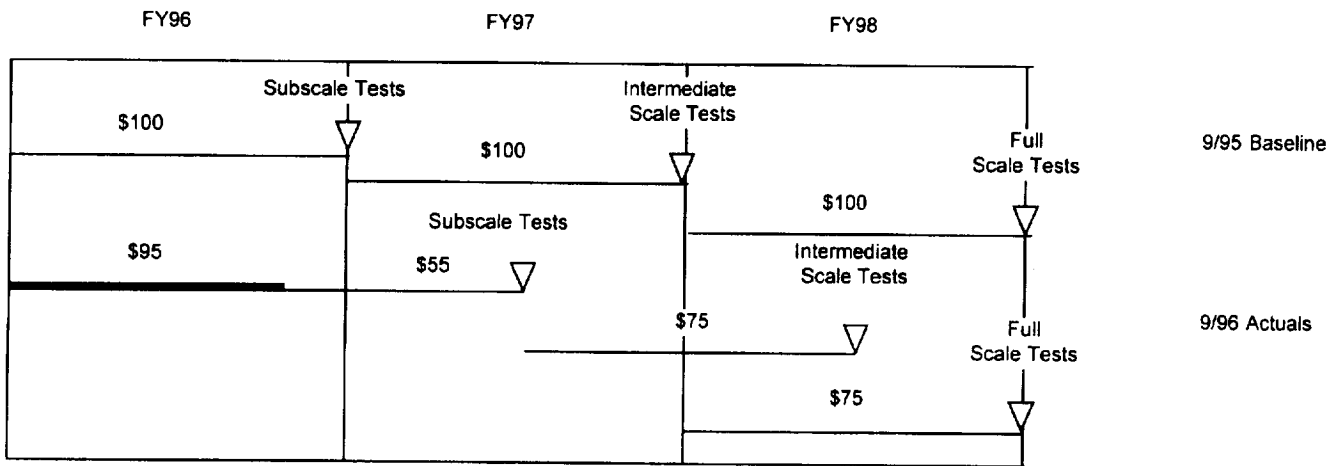 FY96 FY97 FY98
Subscale Tests
Intermediate
Scale Tests
$100
$100
Full
Scale Tests
9/95 Baseline
$100
Subscale Tests
$95
$55
Intermediate
Scale Tests
$75
Full
Scale Tests
9/96 Actuals
$75